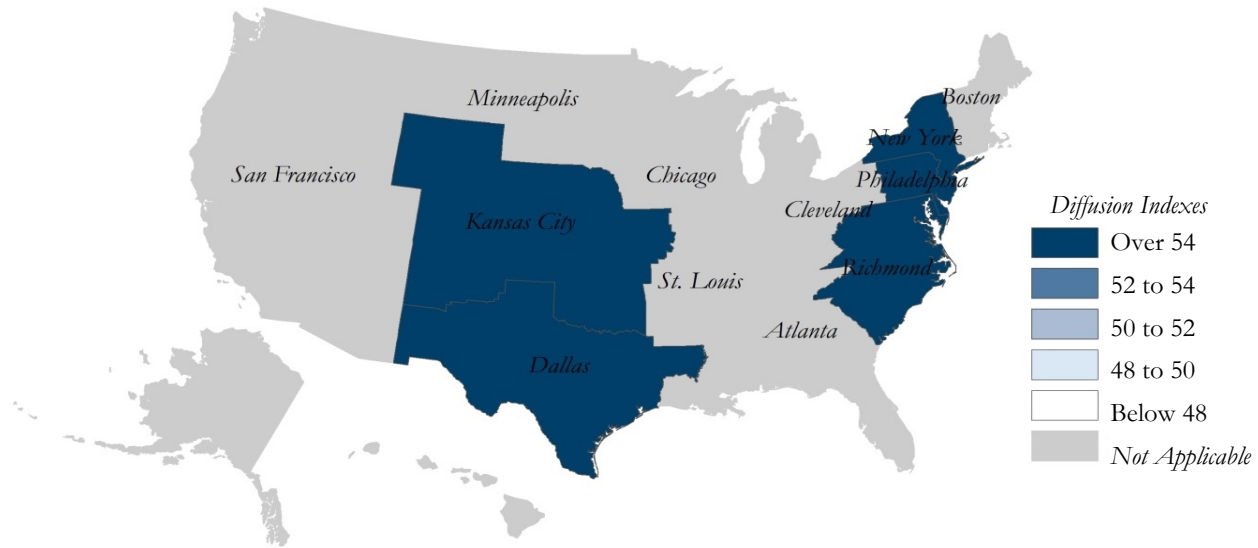 Boston
Minneapolis
New York
San Francisco
Chicago
Philadelphia
Cleveland
Kansas City
Richmond
St. Louis
Atlanta
Dallas
Diffusion Indexes
Over 54
52 to 54
50 to 52
48 to 50
Below 48
Not Applicable